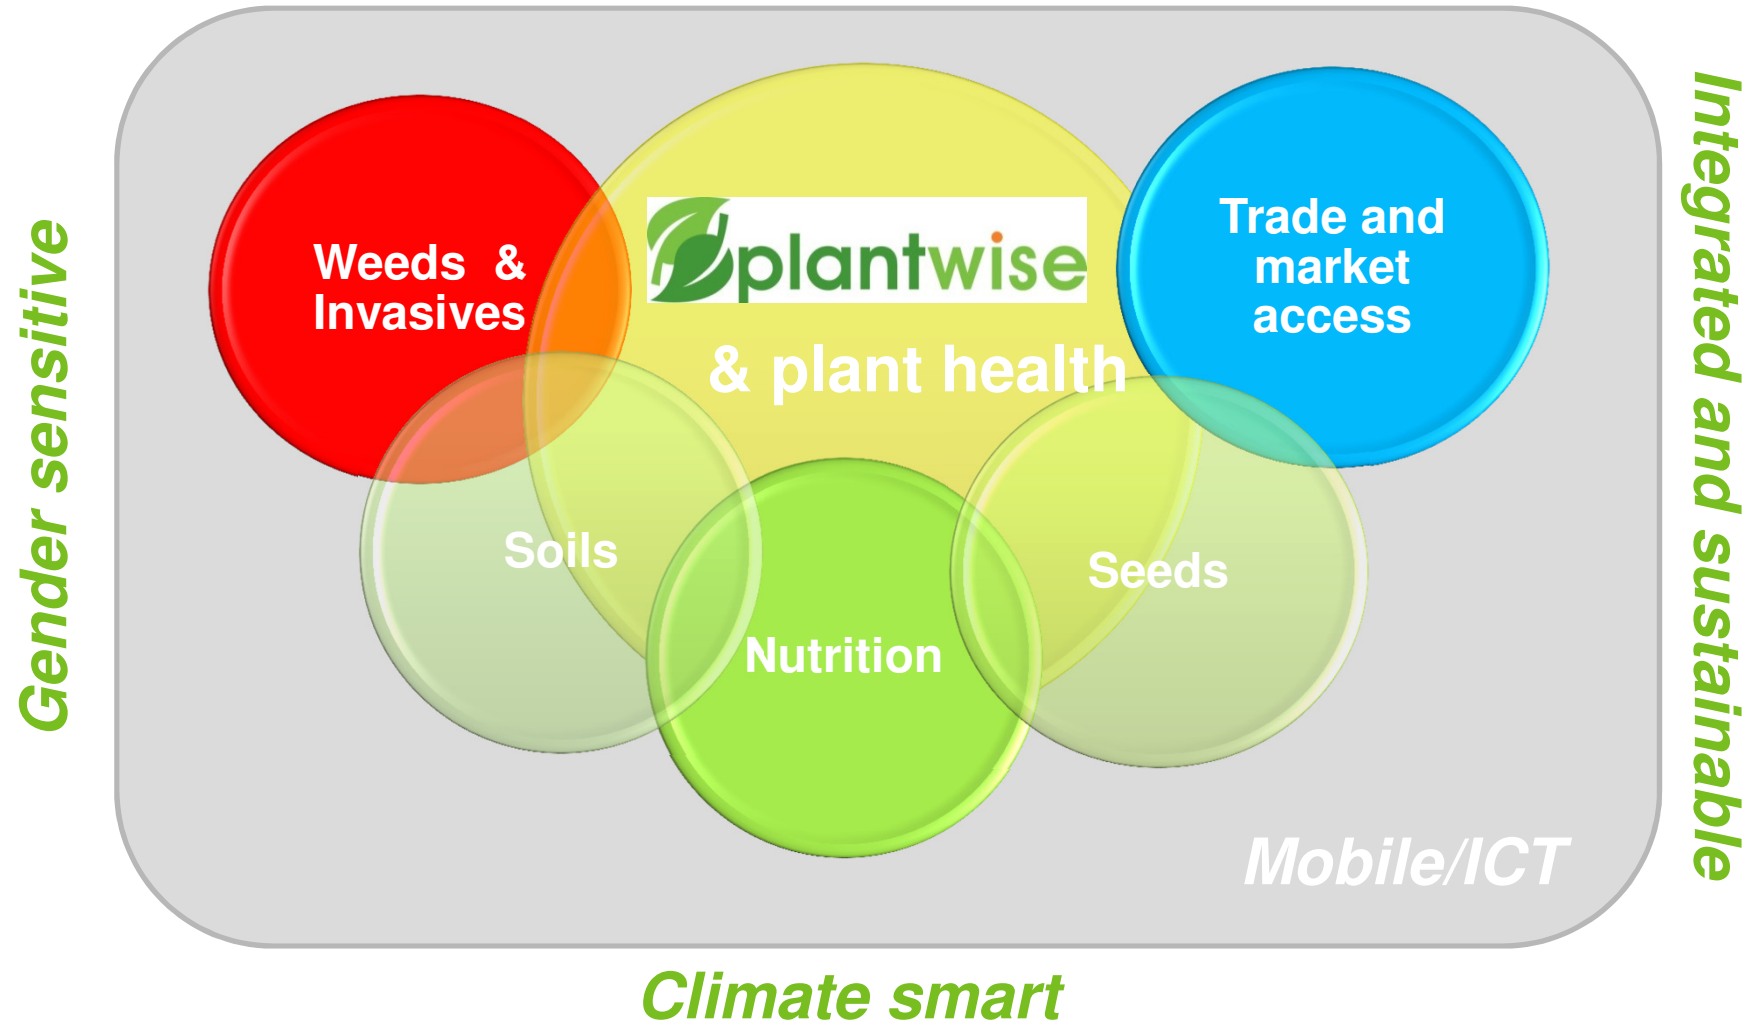 Gender sensitive
Weeds & 
Invasives
plantwise
& plant health
Trade and
market
access
Soils
Nutrition
Seeds
Mobile/ICT
Integrated and sustainable
Climate smart